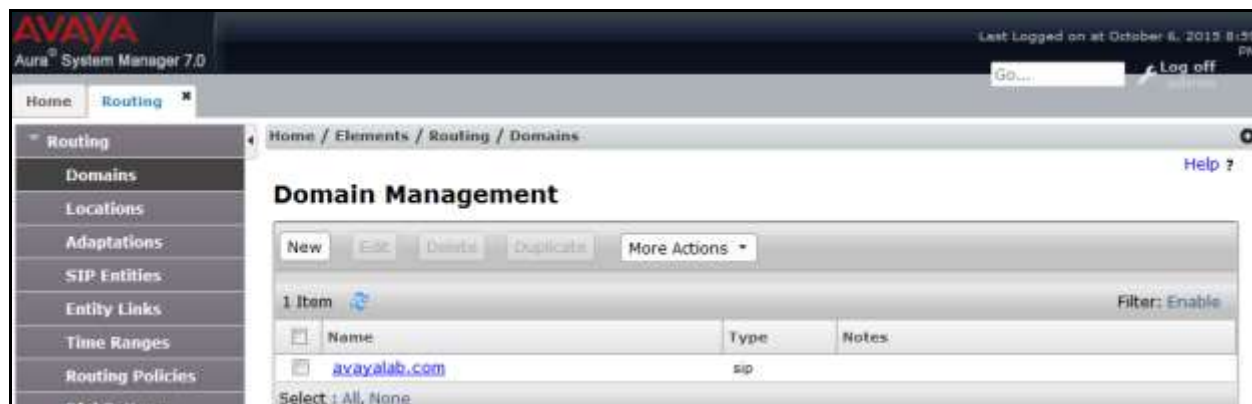 AVAYA
Aura® System Manager 7.0
Last Logged on at October 6, 2015
Go... Log off
Home Routing ✖
Routing
Home / Elements / Routing / Domains
Help ?
Domains
Domain Management
Locations
Adaptations
New Edit Delete Duplicate More Actions
SIP Entities
Entity Links
1 Item Filter: Enable
Time Ranges
Name Type Notes
Routing Policies
avayalab.com sip
Select : All, None